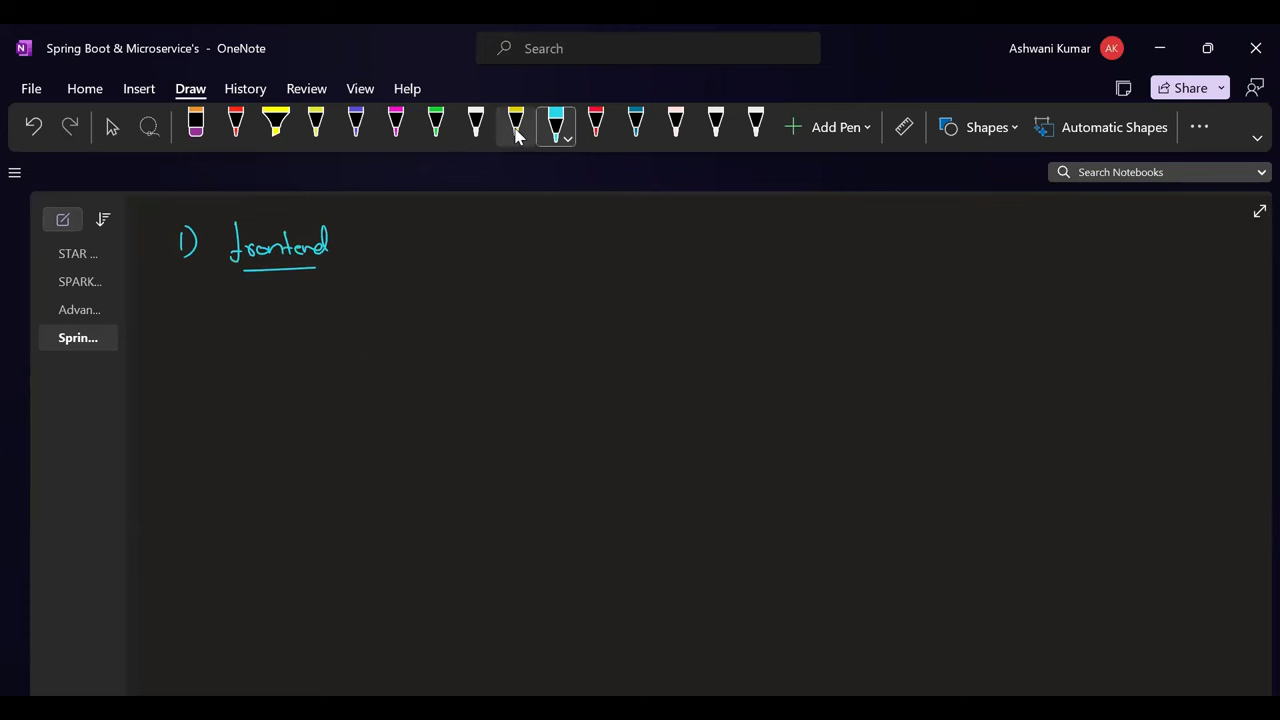 Spring Boot & Microservice's - OneNote
Search
Ashwani Kumar
AK
File
Home
Insert
Draw
History
Review
View
Help
Share
Add Pen
Shapes
Automatic Shapes
Search Notebooks
STAR ...
SPARK...
Advan...
Sprin...
1) frontend